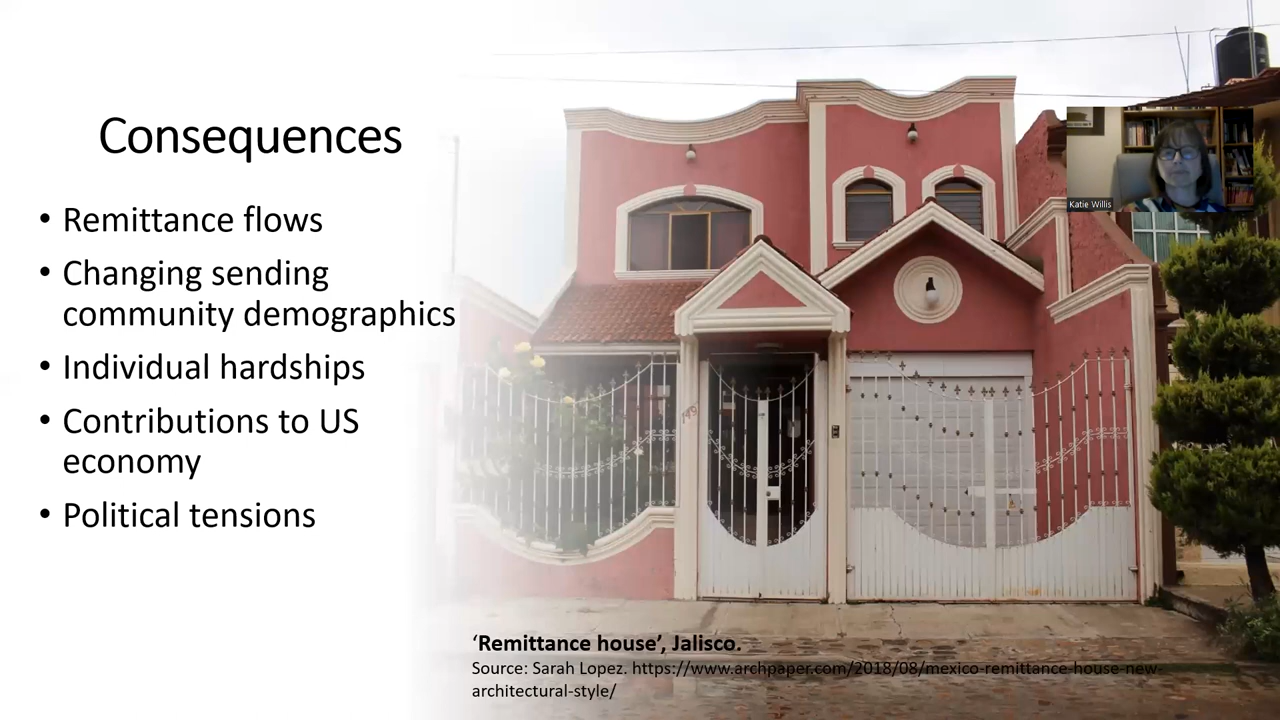 Consequences
• Remittance flows
• Changing sending
community demographics
• Individual hardships
• Contributions to US
economy
• Political tensions
Katie Willis
149
‘Remittance house’, Jalisco.
Source: Sarah Lopez. https://www.archpaper.com/2018/08/mexico-remittance-house-new-
architectural-style/